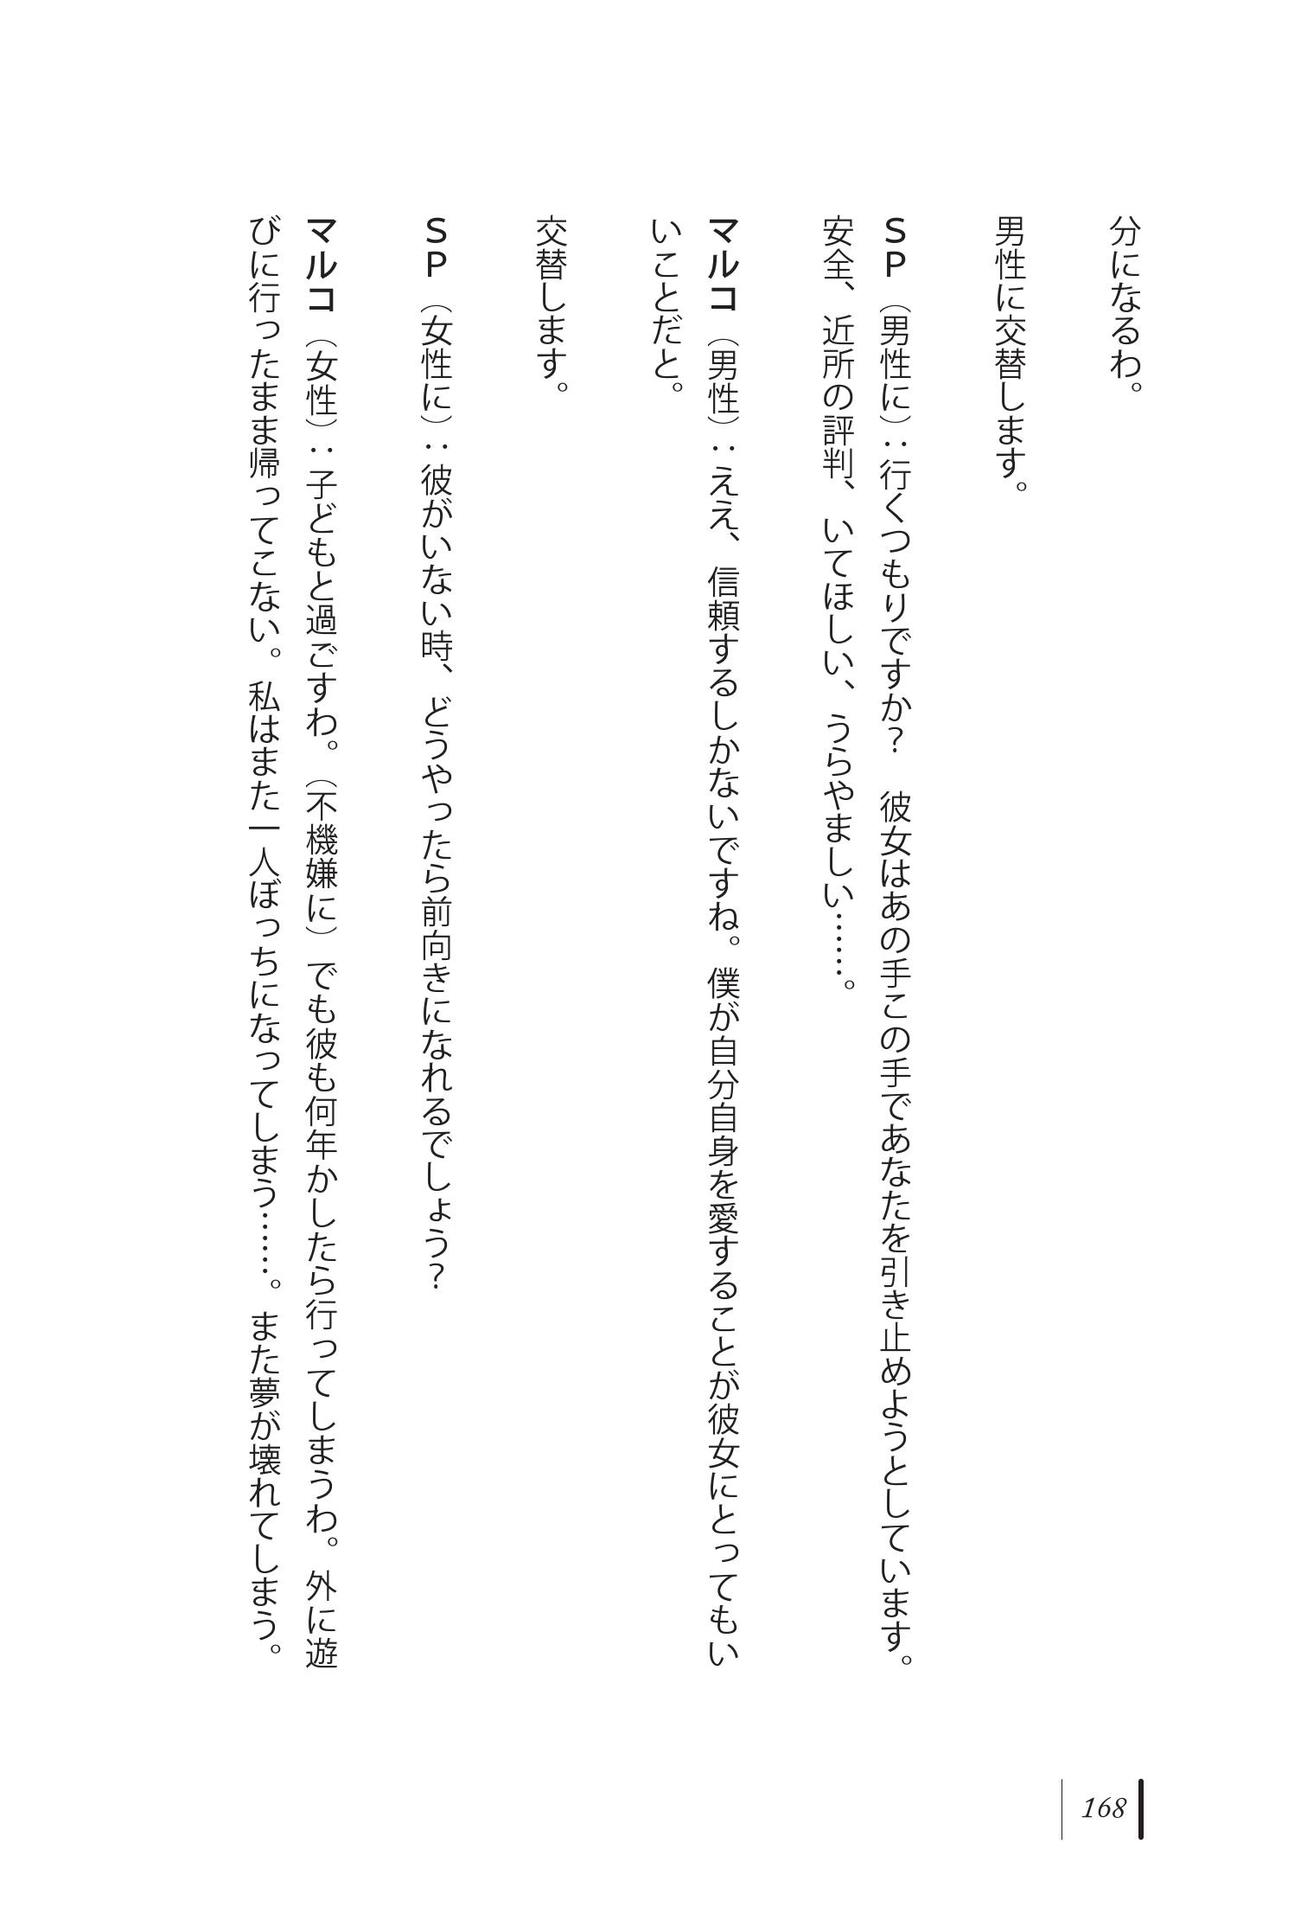 分になるわ。
男性に交替します。
ＳＰ（男性に）：行くつもりですか？　彼女はあの手この手であなたを引き止めようとしています。
安全、近所の評判、いてほしい、うらやましい……。
マルコ（男性）：ええ、信頼するしかないですね。僕が自分自身を愛することが彼女にとってもい
いことだと。
交替します。
ＳＰ（女性に）：彼がいない時、どうやったら前向きになれるでしょう？
マルコ（女性）：子どもと過ごすわ。（不機嫌に）でも彼も何年かしたら行ってしまうわ。外に遊
びに行ったまま帰ってこない。私はまた一人ぼっちになってしまう……。また夢が壊れてしまう。
168